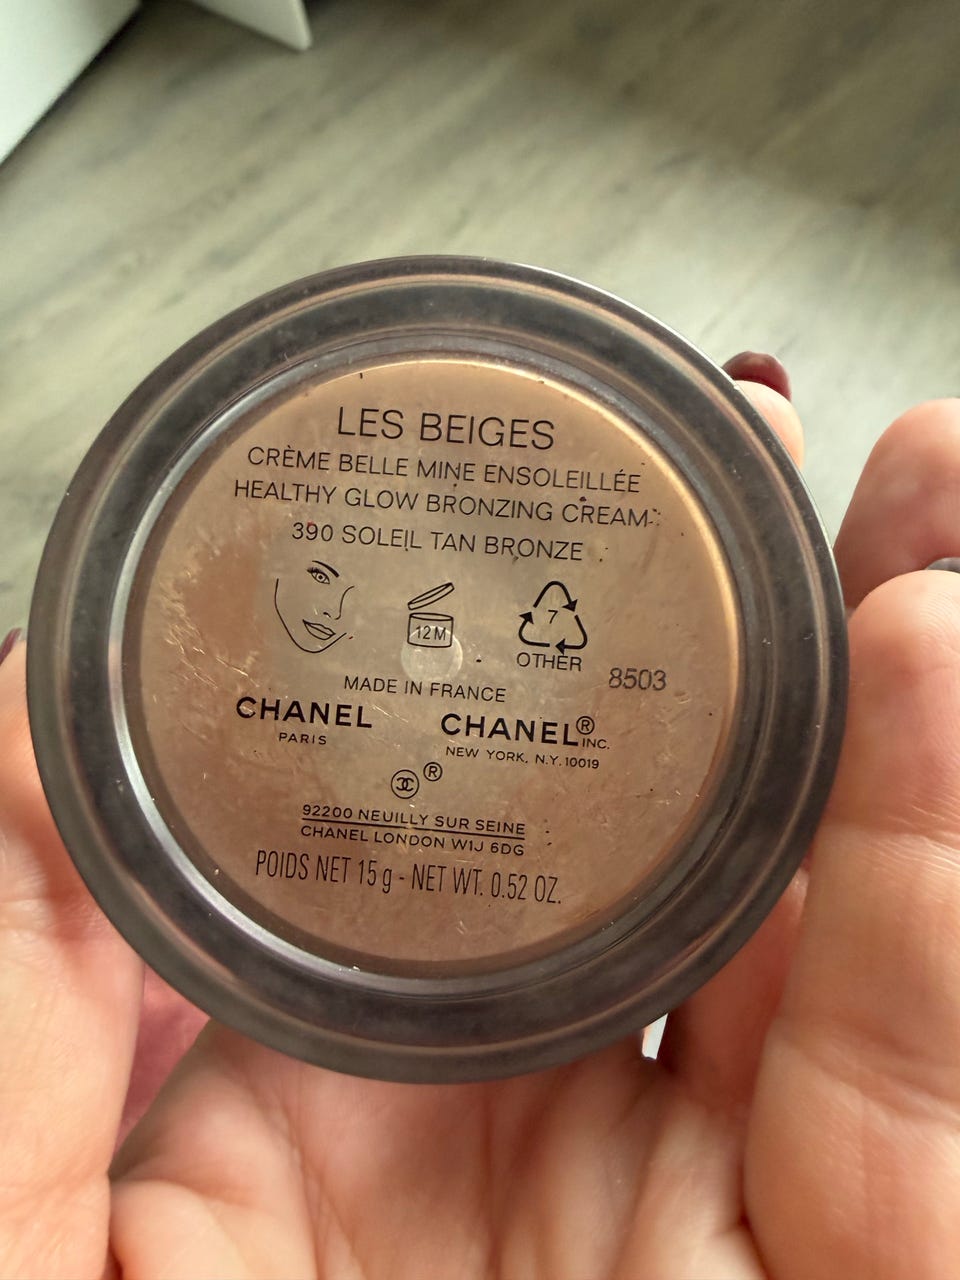 LES BEIGES
CRÈME BELLE MINE ENSOLEILLÉE
HEALTHY GLOW BRONZING CREAM
390 SOLEIL TAN BRONZE
12M
7
OTHER
8503
MADE IN FRANCE
CHANEL
PARIS
CHANEL® INC.
NEW YORK, N.Y. 10019
®
92200 NEUILLY SUR SEINE
CHANEL LONDON W1J 6DG
POIDS NET 15 g - NET WT. 0.52 OZ.